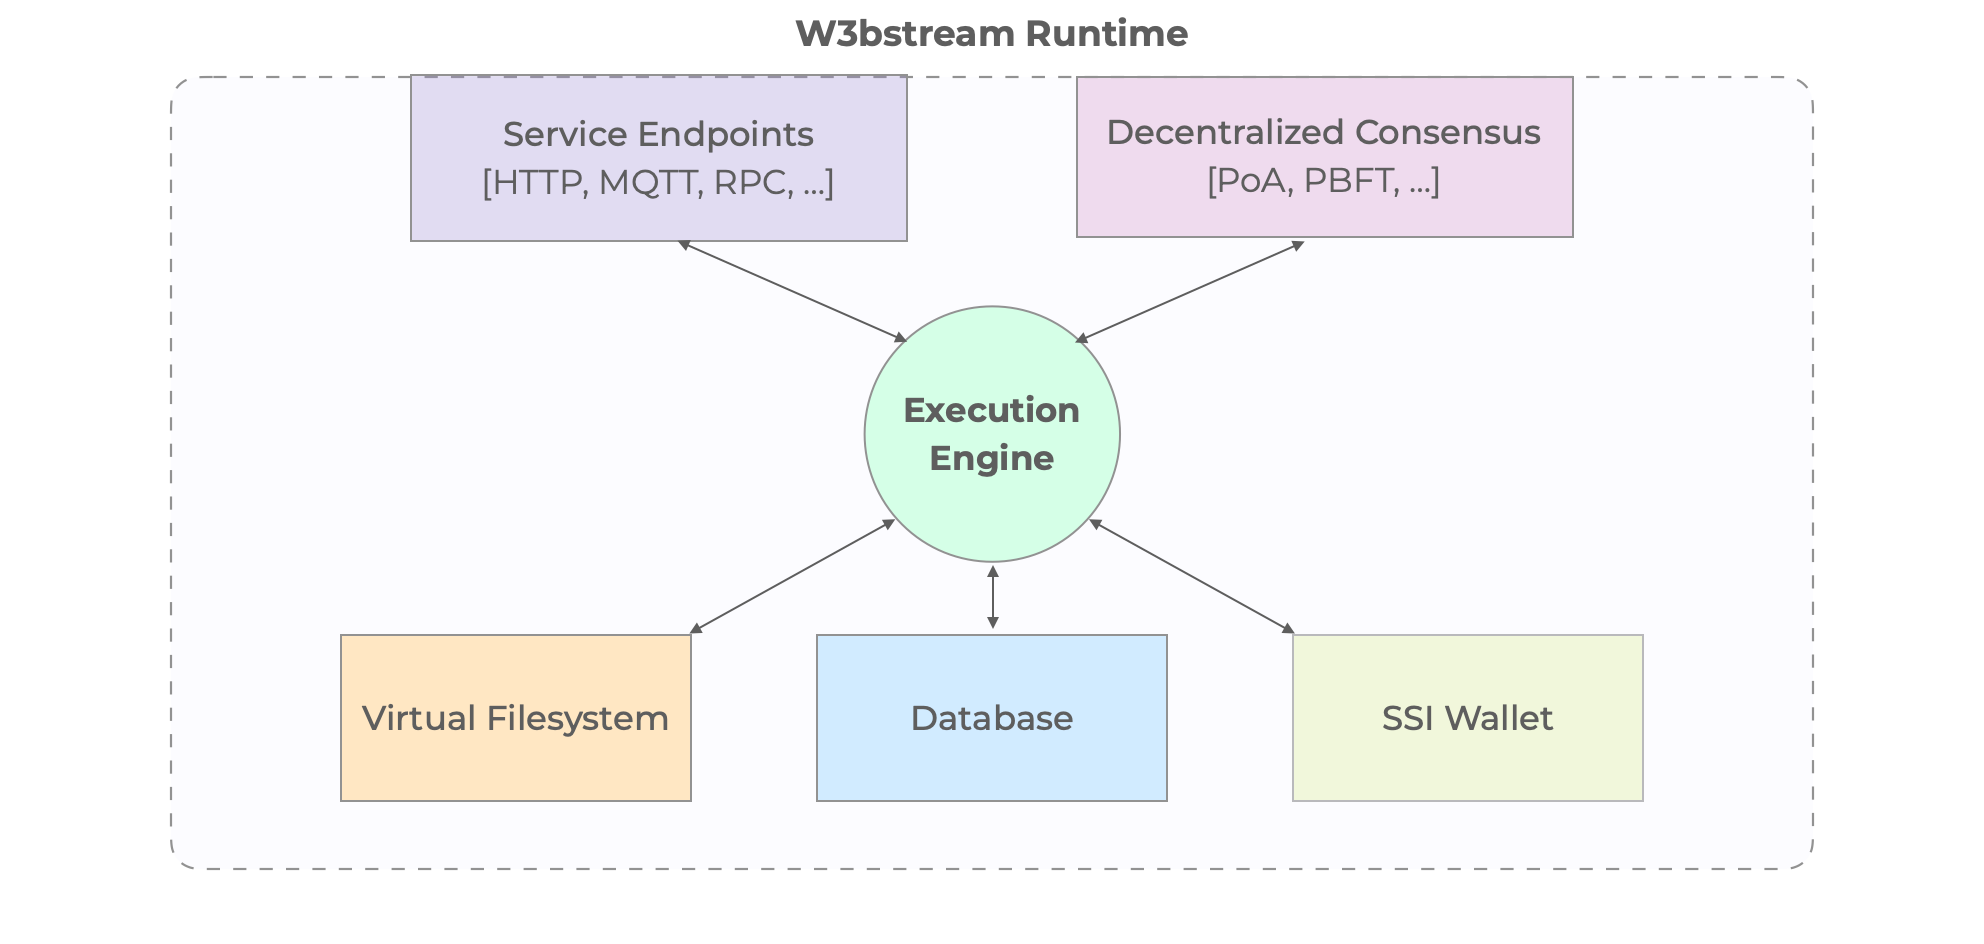 W3bstream Runtime
Service Endpoints
[HTTP, MQTT, RPC, ...]
Decentralized Consensus
[PoA, PBFT, ...]
Execution
Engine
Virtual Filesystem
Database
SSI Wallet